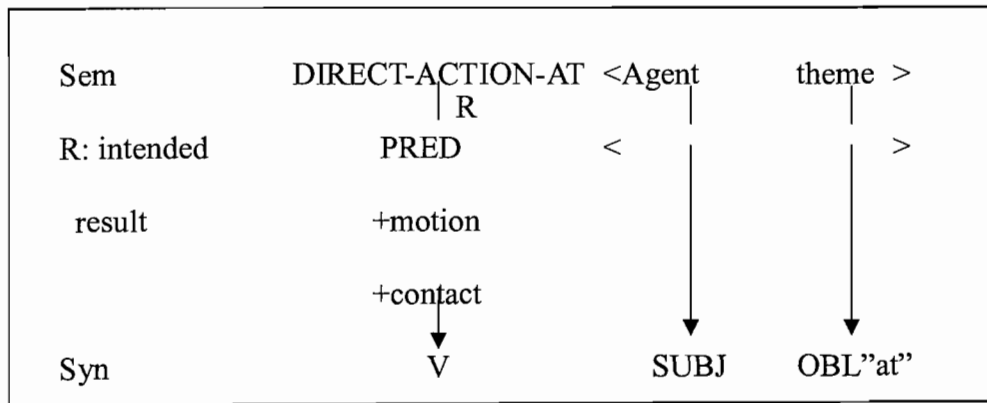 Sem DIRECT-ACTION-AT <Agent theme >
R
R: intended PRED < >
result +motion
+contact
Syn V SUBJ OBL”at”